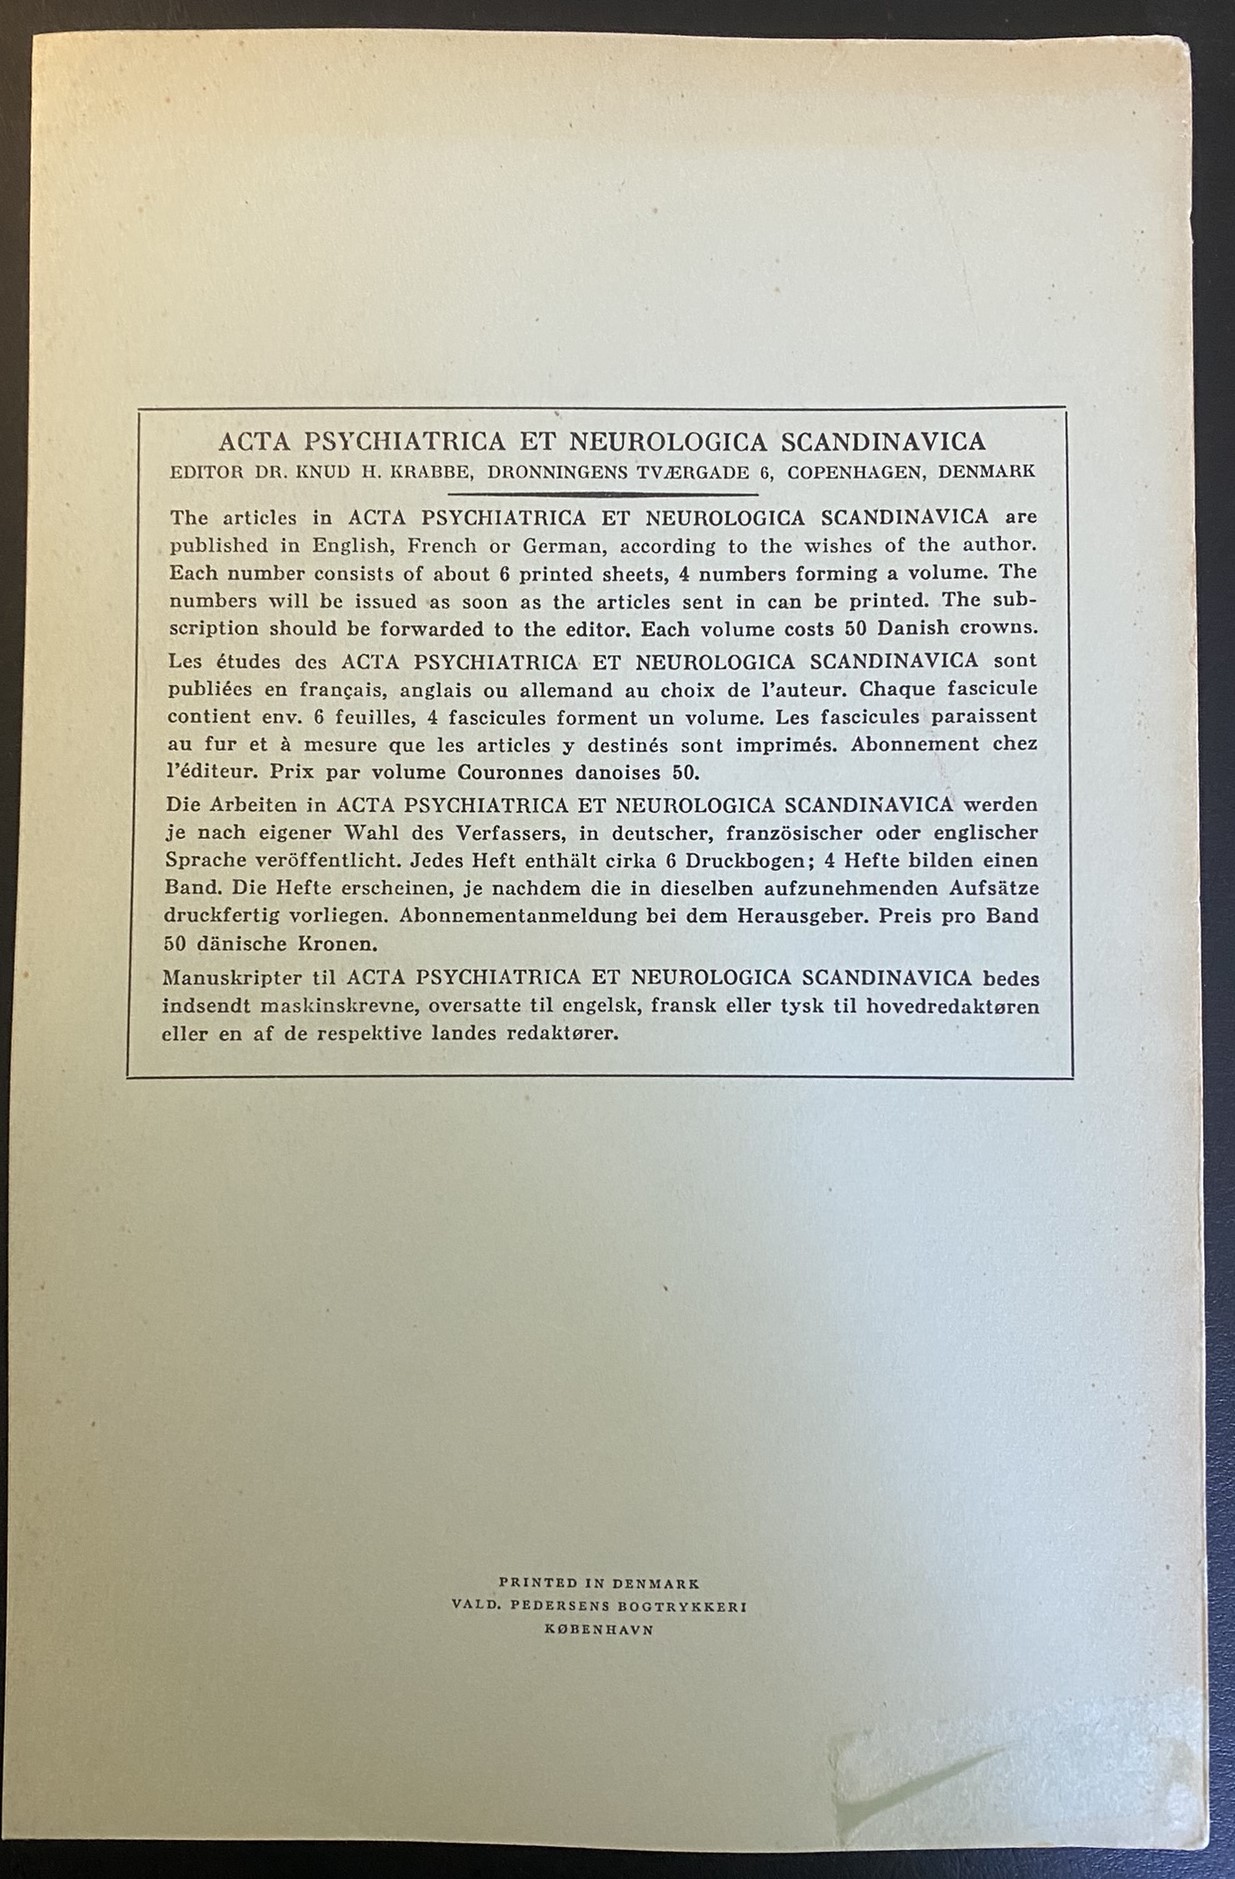 ACTA PSYCHIATRICA ET NEUROLOGICA SCANDINAVICA
EDITOR DR. KNUD H. KRABBE, DRONNINGENS TVÆRGADE 6, COPENHAGEN, DENMARK
The articles in ACTA PSYCHIATRICA ET NEUROLOGICA SCANDINAVICA are
published in English, French or German, according to the wishes of the author.
Each number consists of about 6 printed sheets, 4 numbers forming a volume. The
numbers will be issued as soon as the articles sent in can be printed. The sub-
scription should be forwarded to the editor. Each volume costs 50 Danish crowns.
Les études des ACTA PSYCHIATRICA ET NEUROLOGICA SCANDINAVICA sont
publiées en français, anglais ou allemand au choix de l'auteur. Chaque fascicule
contient env. 6 feuilles, 4 fascicules forment un volume. Les fascicules paraissent
au fur et à mesure que les articles y destinés sont imprimés. Abonnement chez
l'éditeur. Prix par volume Couronnes danoises 50.
Die Arbeiten in ACTA PSYCHIATRICA ET NEUROLOGICA SCANDINAVICA werden
je nach eigener Wahl des Verfassers, in deutscher, französischer oder englischer
Sprache veröffentlicht. Jedes Heft enthält cirka 6 Druckbogen; 4 Hefte bilden einen
Band. Die Hefte erscheinen, je nachdem die in dieselben aufzunehmenden Aufsätze
druckfertig vorliegen. Abonnementanmeldung bei dem Herausgeber. Preis pro Band
50 dänische Kronen.
Manuskripter til ACTA PSYCHIATRICA ET NEUROLOGICA SCANDINAVICA bedes
indsendt maskinskrevne, oversatte til engelsk, fransk eller tysk til hovedredaktøren
eller en af de respektive landes redaktører.
PRINTED IN DENMARK
VALD. PEDERSENS BOGTRYKKERI
KØBENHAVN